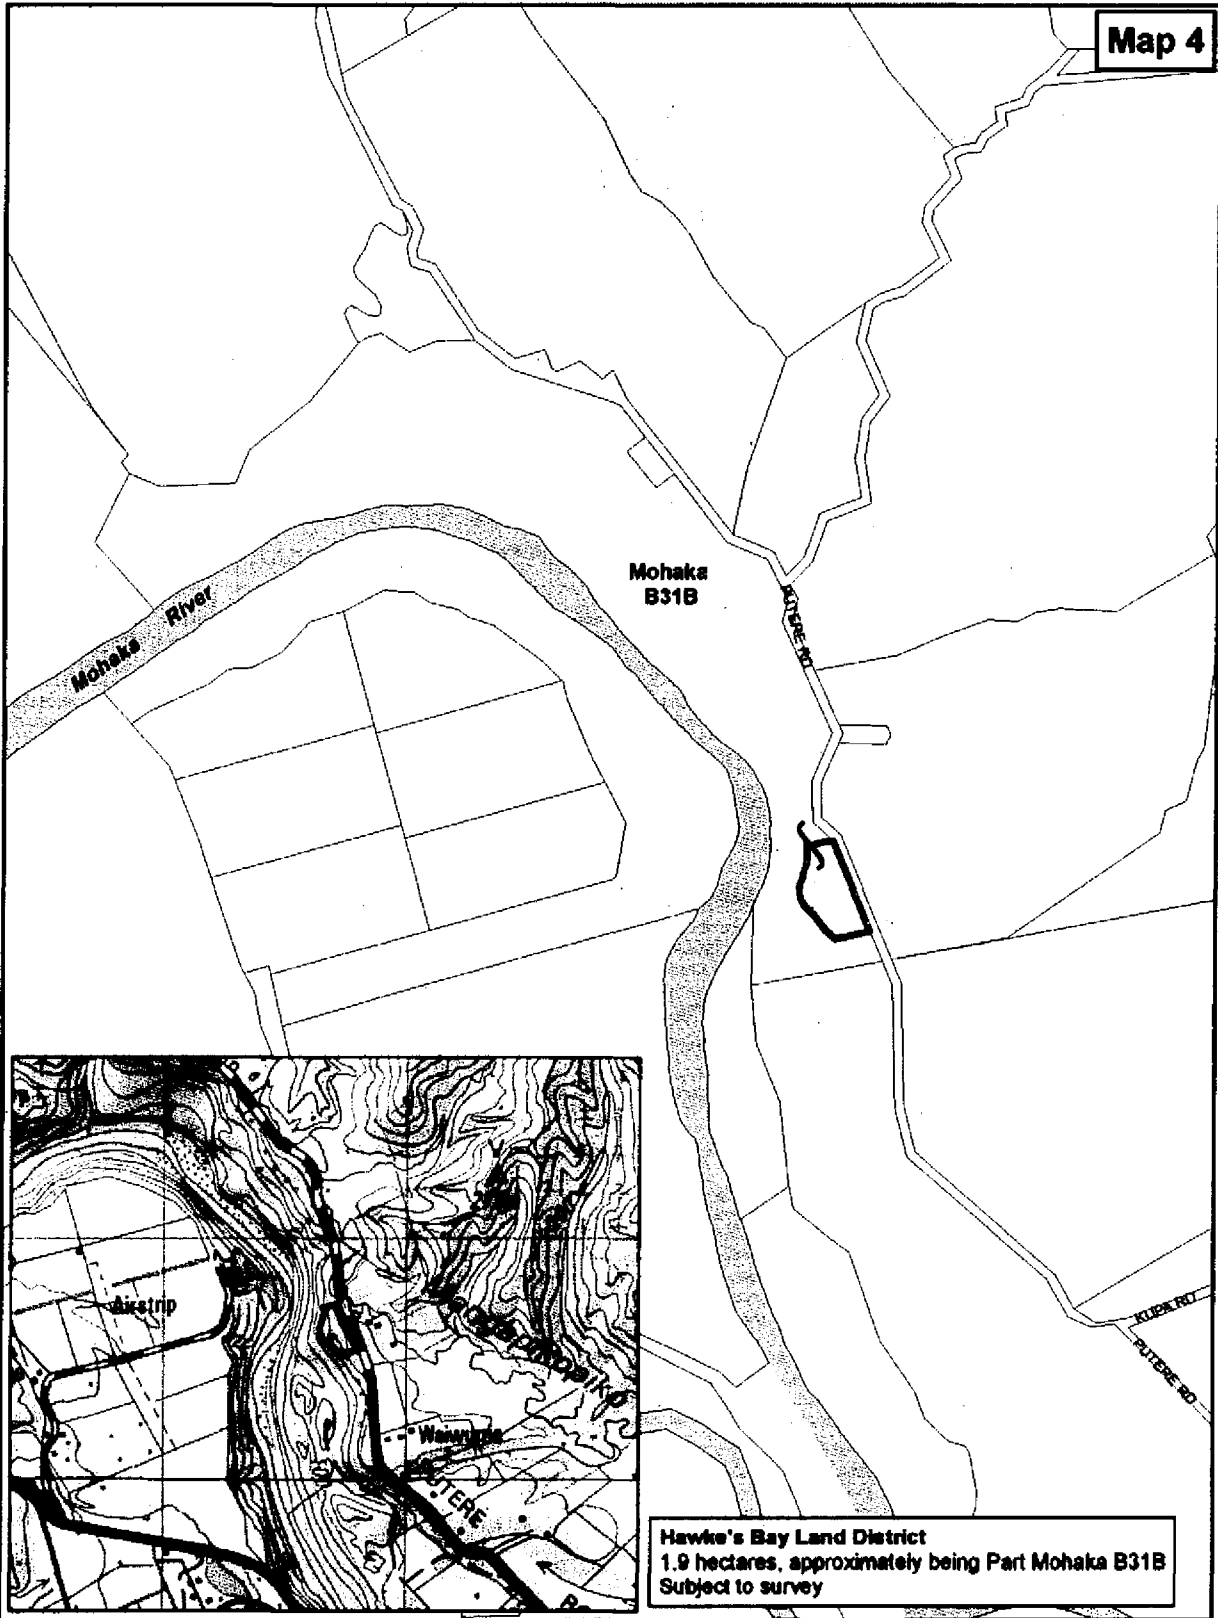 Map 4
Mohaka
B31B
PUTERE RD
Mohaka River
KUPA RD
PUTERE RD
Airstrip
PUTERE
Hawke's Bay Land District
1.9 hectares, approximately being Part Mohaka B31B
Subject to survey